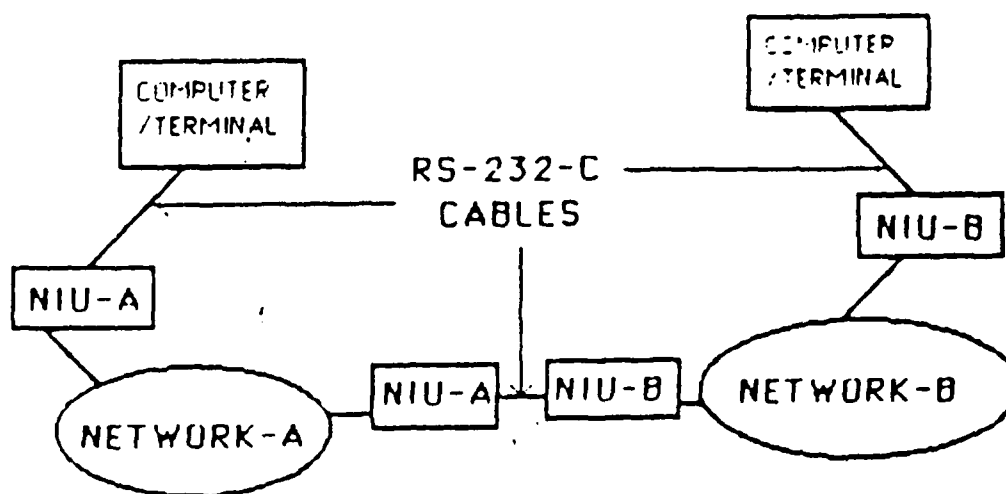 COMPUTER
/TERMINAL
COMPUTER
/TERMINAL
RS-232-C
CABLES
NIU-B
NIU-A
NIU-A
NIU-B
NETWORK-B
NETWORK-A